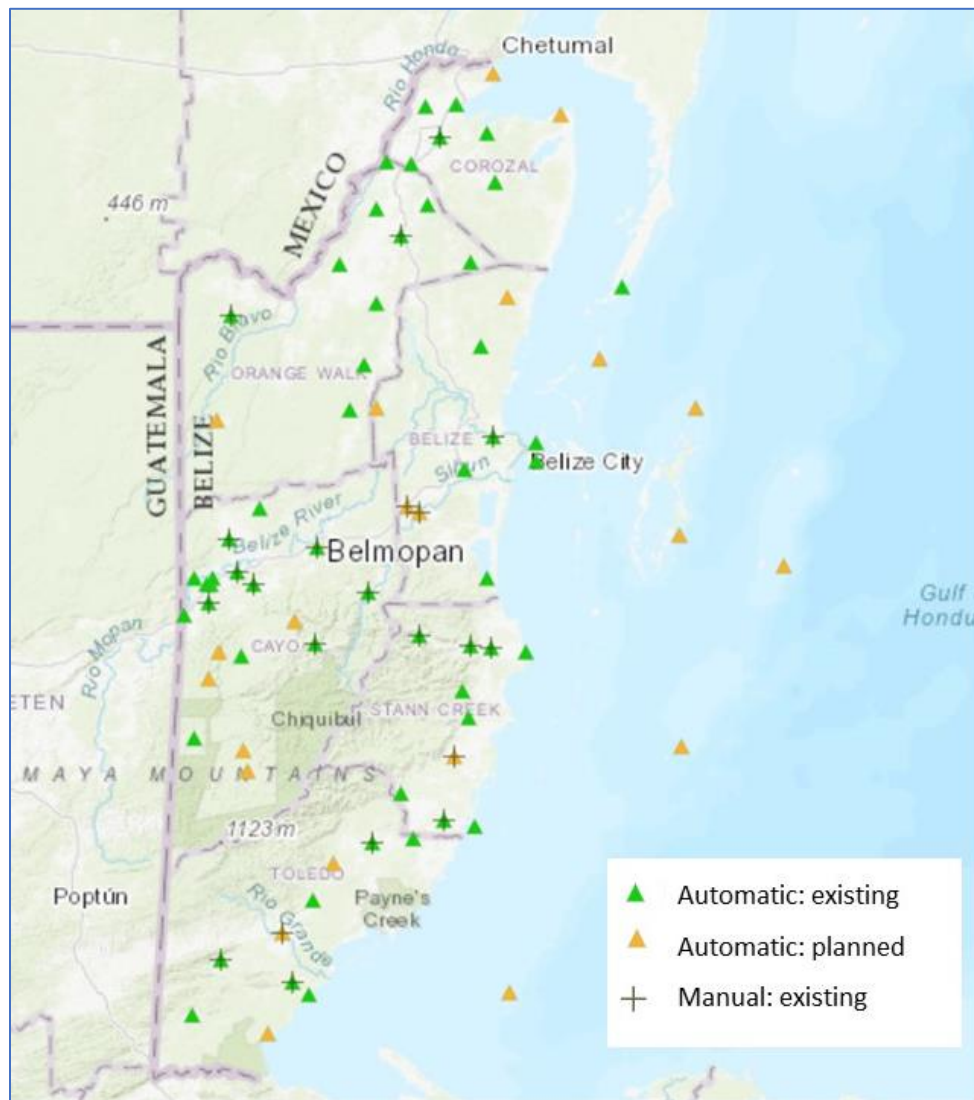 Chetumal
Rio Hondo
COROZAL
446 m
MEXICO
Rio Bravo
ORANGE WALK
GUATEMALA
BELIZE
BELIZE
Belize City
Sibun
Belize River
Belmopan
Gulf
Hondu
Rio Mopan
CAYO
ETEN
STANN CREEK
Chiquibul
MAYA MOUNTAINS
1123 m
TOLEDO
Poptún
Payne's
Creek
Rio Grande
Automatic: existing
Automatic: planned
Manual: existing